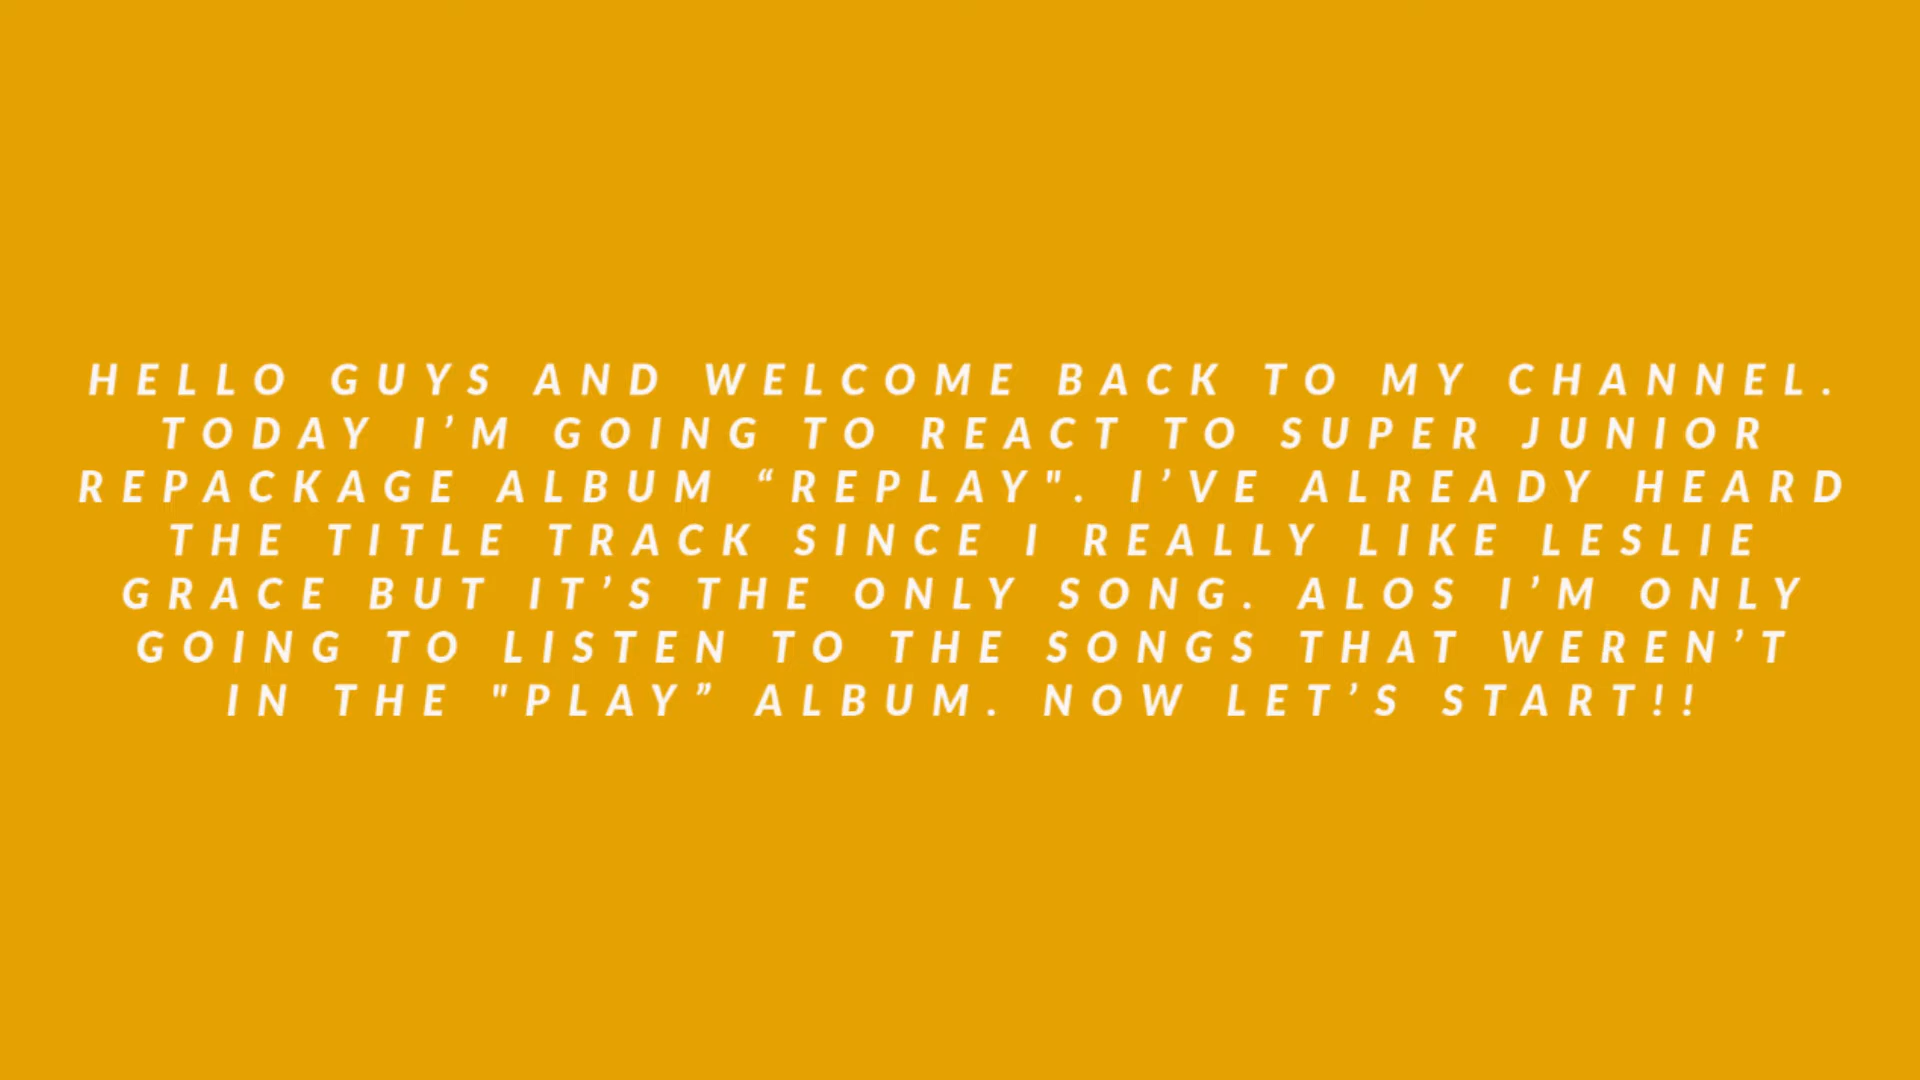 HELLO GUYS AND WELCOME BACK TO MY CHANNEL.
TODAY I’M GOING TO REACT TO SUPER JUNIOR
REPACKAGE ALBUM “REPLAY". I’VE ALREADY HEARD
THE TITLE TRACK SINCE I REALLY LIKE LESLIE
GRACE BUT IT’S THE ONLY SONG. ALOS I’M ONLY
GOING TO LISTEN TO THE SONGS THAT WEREN’T
IN THE "PLAY” ALBUM. NOW LET’S START!!